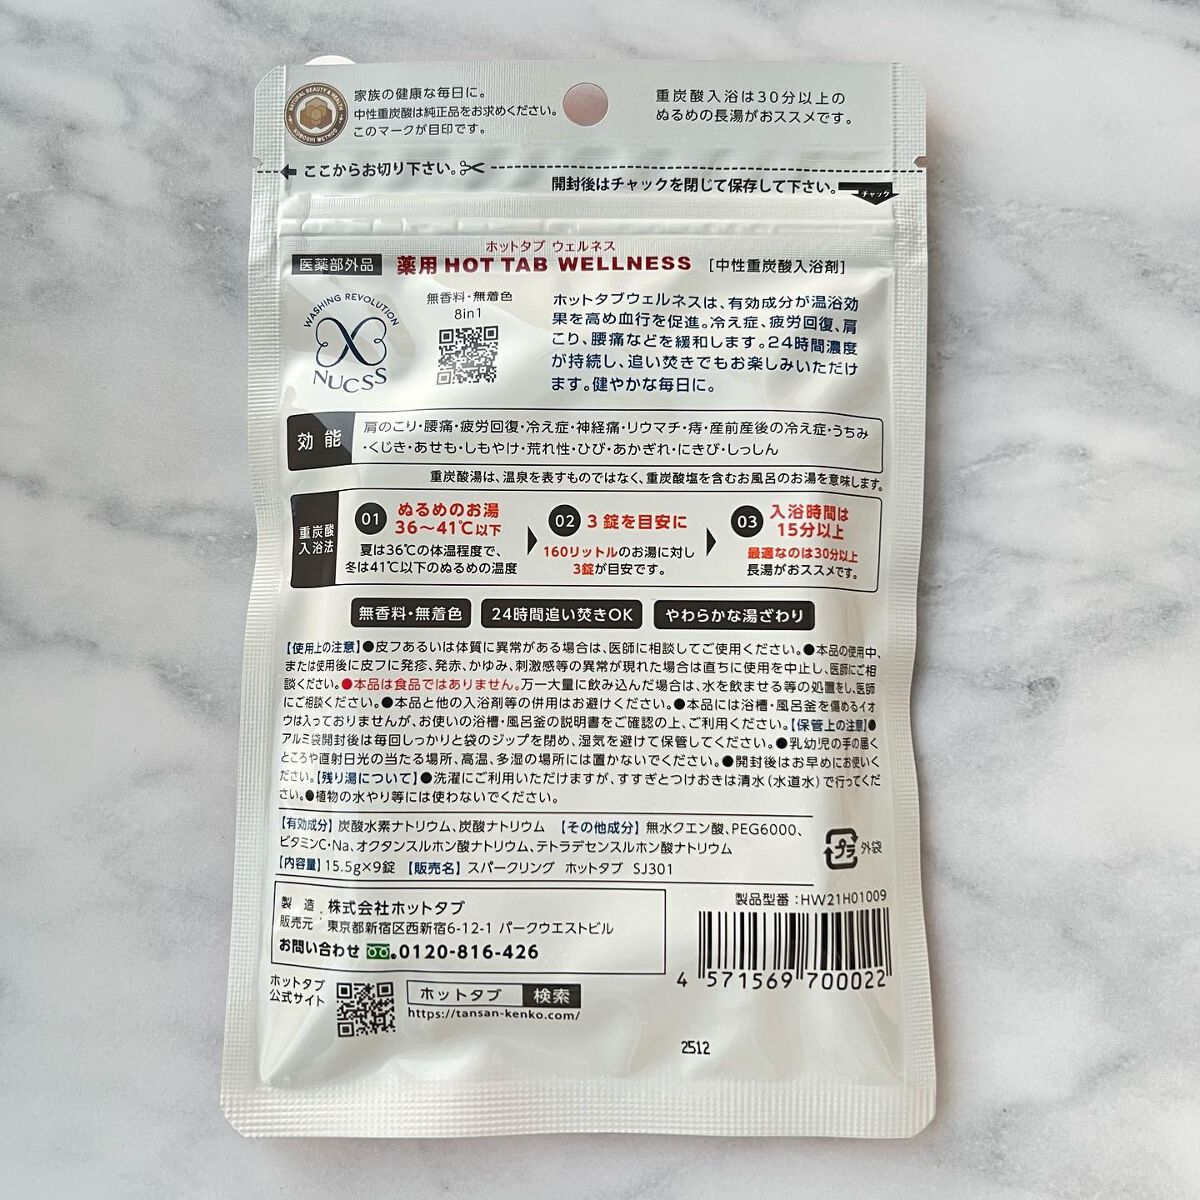 NATURAL BEAUTY & HEALTH
KOBOSHI METHOD
家族の健康な毎日に。
中性重炭酸は純正品をお求めください。
このマークが目印です。
重炭酸入浴は30分以上の
ぬるめの長湯がおススメです。
ここからお切り下さい。
開封後はチャックを閉じて保存して下さい。
チャック
ホットタブ ウェルネス
医薬部外品 薬用 HOT TAB WELLNESS [中性重炭酸入浴剤]
WASHING REVOLUTION
NUCSS
無香料・無着色
8in1
ホットタブウェルネスは、有効成分が温浴効
果を高め血行を促進。冷え症、疲労回復、肩
こり、腰痛などを緩和します。24時間濃度
が持続し、追い焚きでもお楽しみいただけ
ます。健やかな毎日に。
効能
肩のこり・腰痛・疲労回復・冷え症・神経痛・リウマチ・痔・産前産後の冷え症・うちみ
・くじき・あせも・しもやけ・荒れ性・ひび・あかぎれ・にきび・しっしん
重炭酸湯は、温泉を表すものではなく、重炭酸塩を含むお風呂のお湯を意味します。
重炭酸
入浴法
01 ぬるめのお湯
36〜41℃以下
夏は36℃の体温程度で、
冬は41℃以下のぬるめの温度
02 3錠を目安に
160リットルのお湯に対し
3錠が目安です。
03 入浴時間は
15分以上
最適なのは30分以上
長湯がおススメです。
無香料・無着色 24時間追い焚きOK やわらかな湯ざわり
【使用上の注意】●皮フあるいは体質に異常がある場合は、医師に相談してご使用ください。●本品の使用中、
または使用後に皮フに発疹、発赤、かゆみ、刺激感等の異常が現れた場合は直ちに使用を中止し、医師にご相
談ください。●本品は食品ではありません。万一大量に飲み込んだ場合は、水を飲ませる等の処置をし、医師
にご相談ください。●本品と他の入浴剤等の併用はお避けください。●本品には浴槽・風呂釜を傷めるイオ
ウは入っておりませんが、お使いの浴槽・風呂釜の説明書をご確認の上、ご利用ください。【保管上の注意】●
アルミ袋開封後は毎回しっかりと袋のジップを閉め、湿気を避けて保管してください。●乳幼児の手の届く
ところや直射日光の当たる場所、高温、多湿の場所には置かないでください。●開封後はお早めにお使いく
ださい。【残り湯について】●洗濯にご利用いただけますが、すすぎとつけおきは清水(水道水)で行ってくだ
さい。●植物の水やり等には使わないでください。
【有効成分】炭酸水素ナトリウム、炭酸ナトリウム 【その他成分】無水クエン酸、PEG6000、
ビタミンC・Na、オクタンスルホン酸ナトリウム、テトラデセンスルホン酸ナトリウム
【内容量】15.5g×9錠 【販売名】スパークリング ホットタブ SJ301
プラ 外袋
製造
販売元 : 株式会社ホットタブ
東京都新宿区西新宿6-12-1 パークウエストビル
お問い合わせ 0120-816-426
製品型番:HW21H01009
4 571569 700022
ホットタブ
公式サイト
ホットタブ 検索
https://tansan-kenko.com/
2512